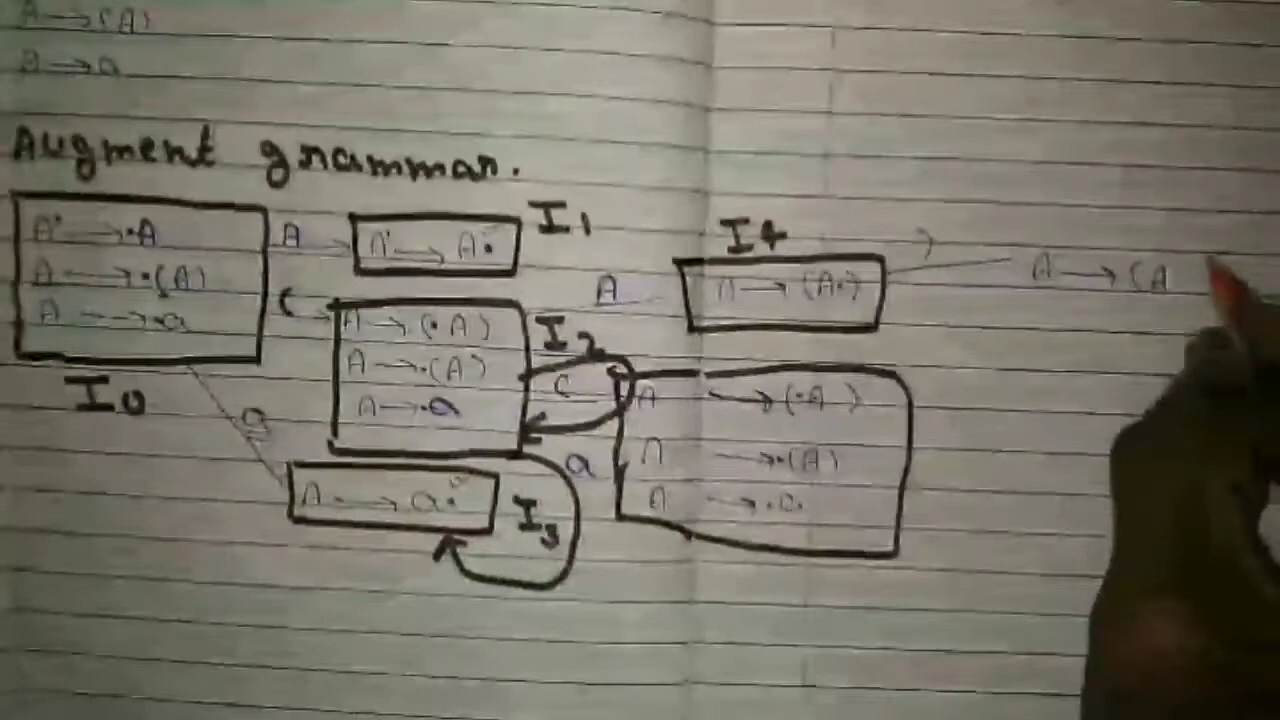 A → (A)
A → a
Augment grammar.
A' → ·A
A → ·(A)
A → ·a
I0
A
A' → A·
I1
(
A → (·A)
A → ·(A)
A → ·a
I2
a
A → a·
I3
A
A → (A·)
I4
)
A → (A
(
A → (·A)
A → ·(A)
A → ·a
a